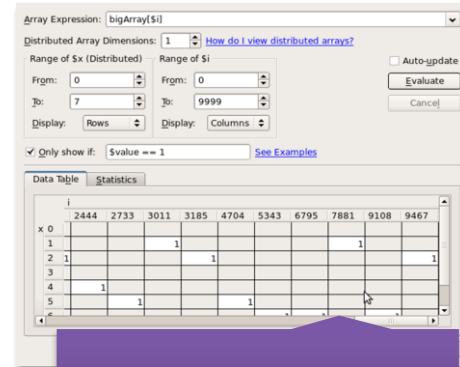 Array Expression: bigArray[$i]
Distributed Array Dimensions: 1 How do I view distributed arrays?
Range of $x (Distributed) Range of $i
Auto-update
From: 0 From: 0
Evaluate
To: 7 To: 9999
Cancel
Display: Rows Display: Columns
Only show if: $value == 1 See Examples
Data Table Statistics
i
2444 2733 3011 3185 4704 5343 6795 7881 9108 9467
x 0
1 1 1
2 1 1 1
3
4 1
5 1 1